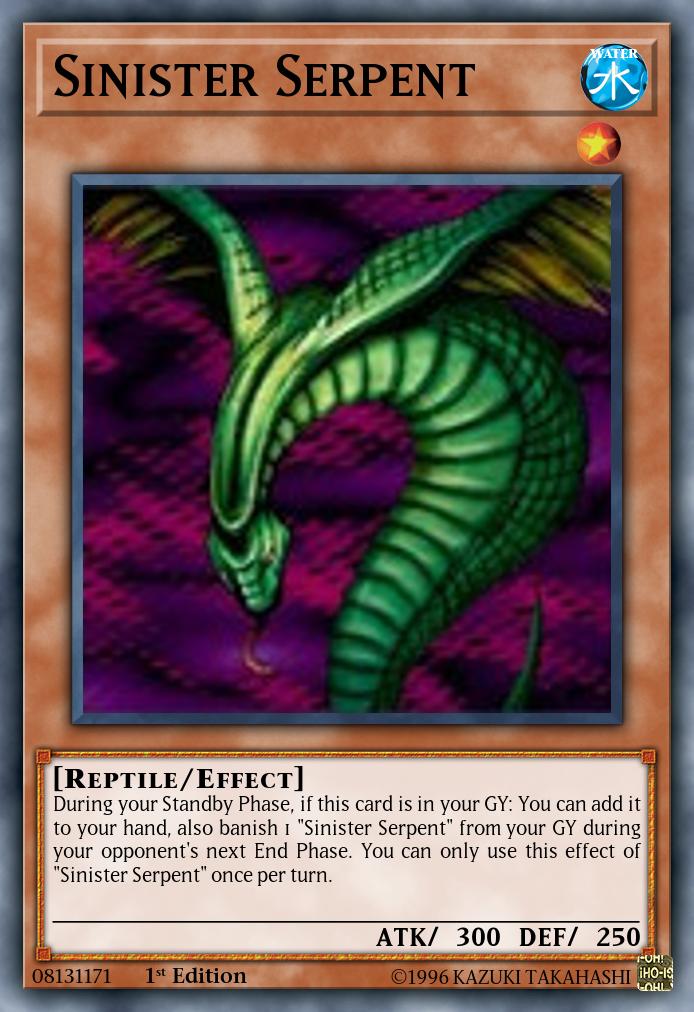 Sinister Serpent
WATER
水
[Reptile/Effect]
During your Standby Phase, if this card is in your GY: You can add it
to your hand, also banish 1 "Sinister Serpent" from your GY during
your opponent's next End Phase. You can only use this effect of
"Sinister Serpent" once per turn.
ATK/ 300 DEF/ 250
08131171 1st Edition ©1996 KAZUKI TAKAHASHI